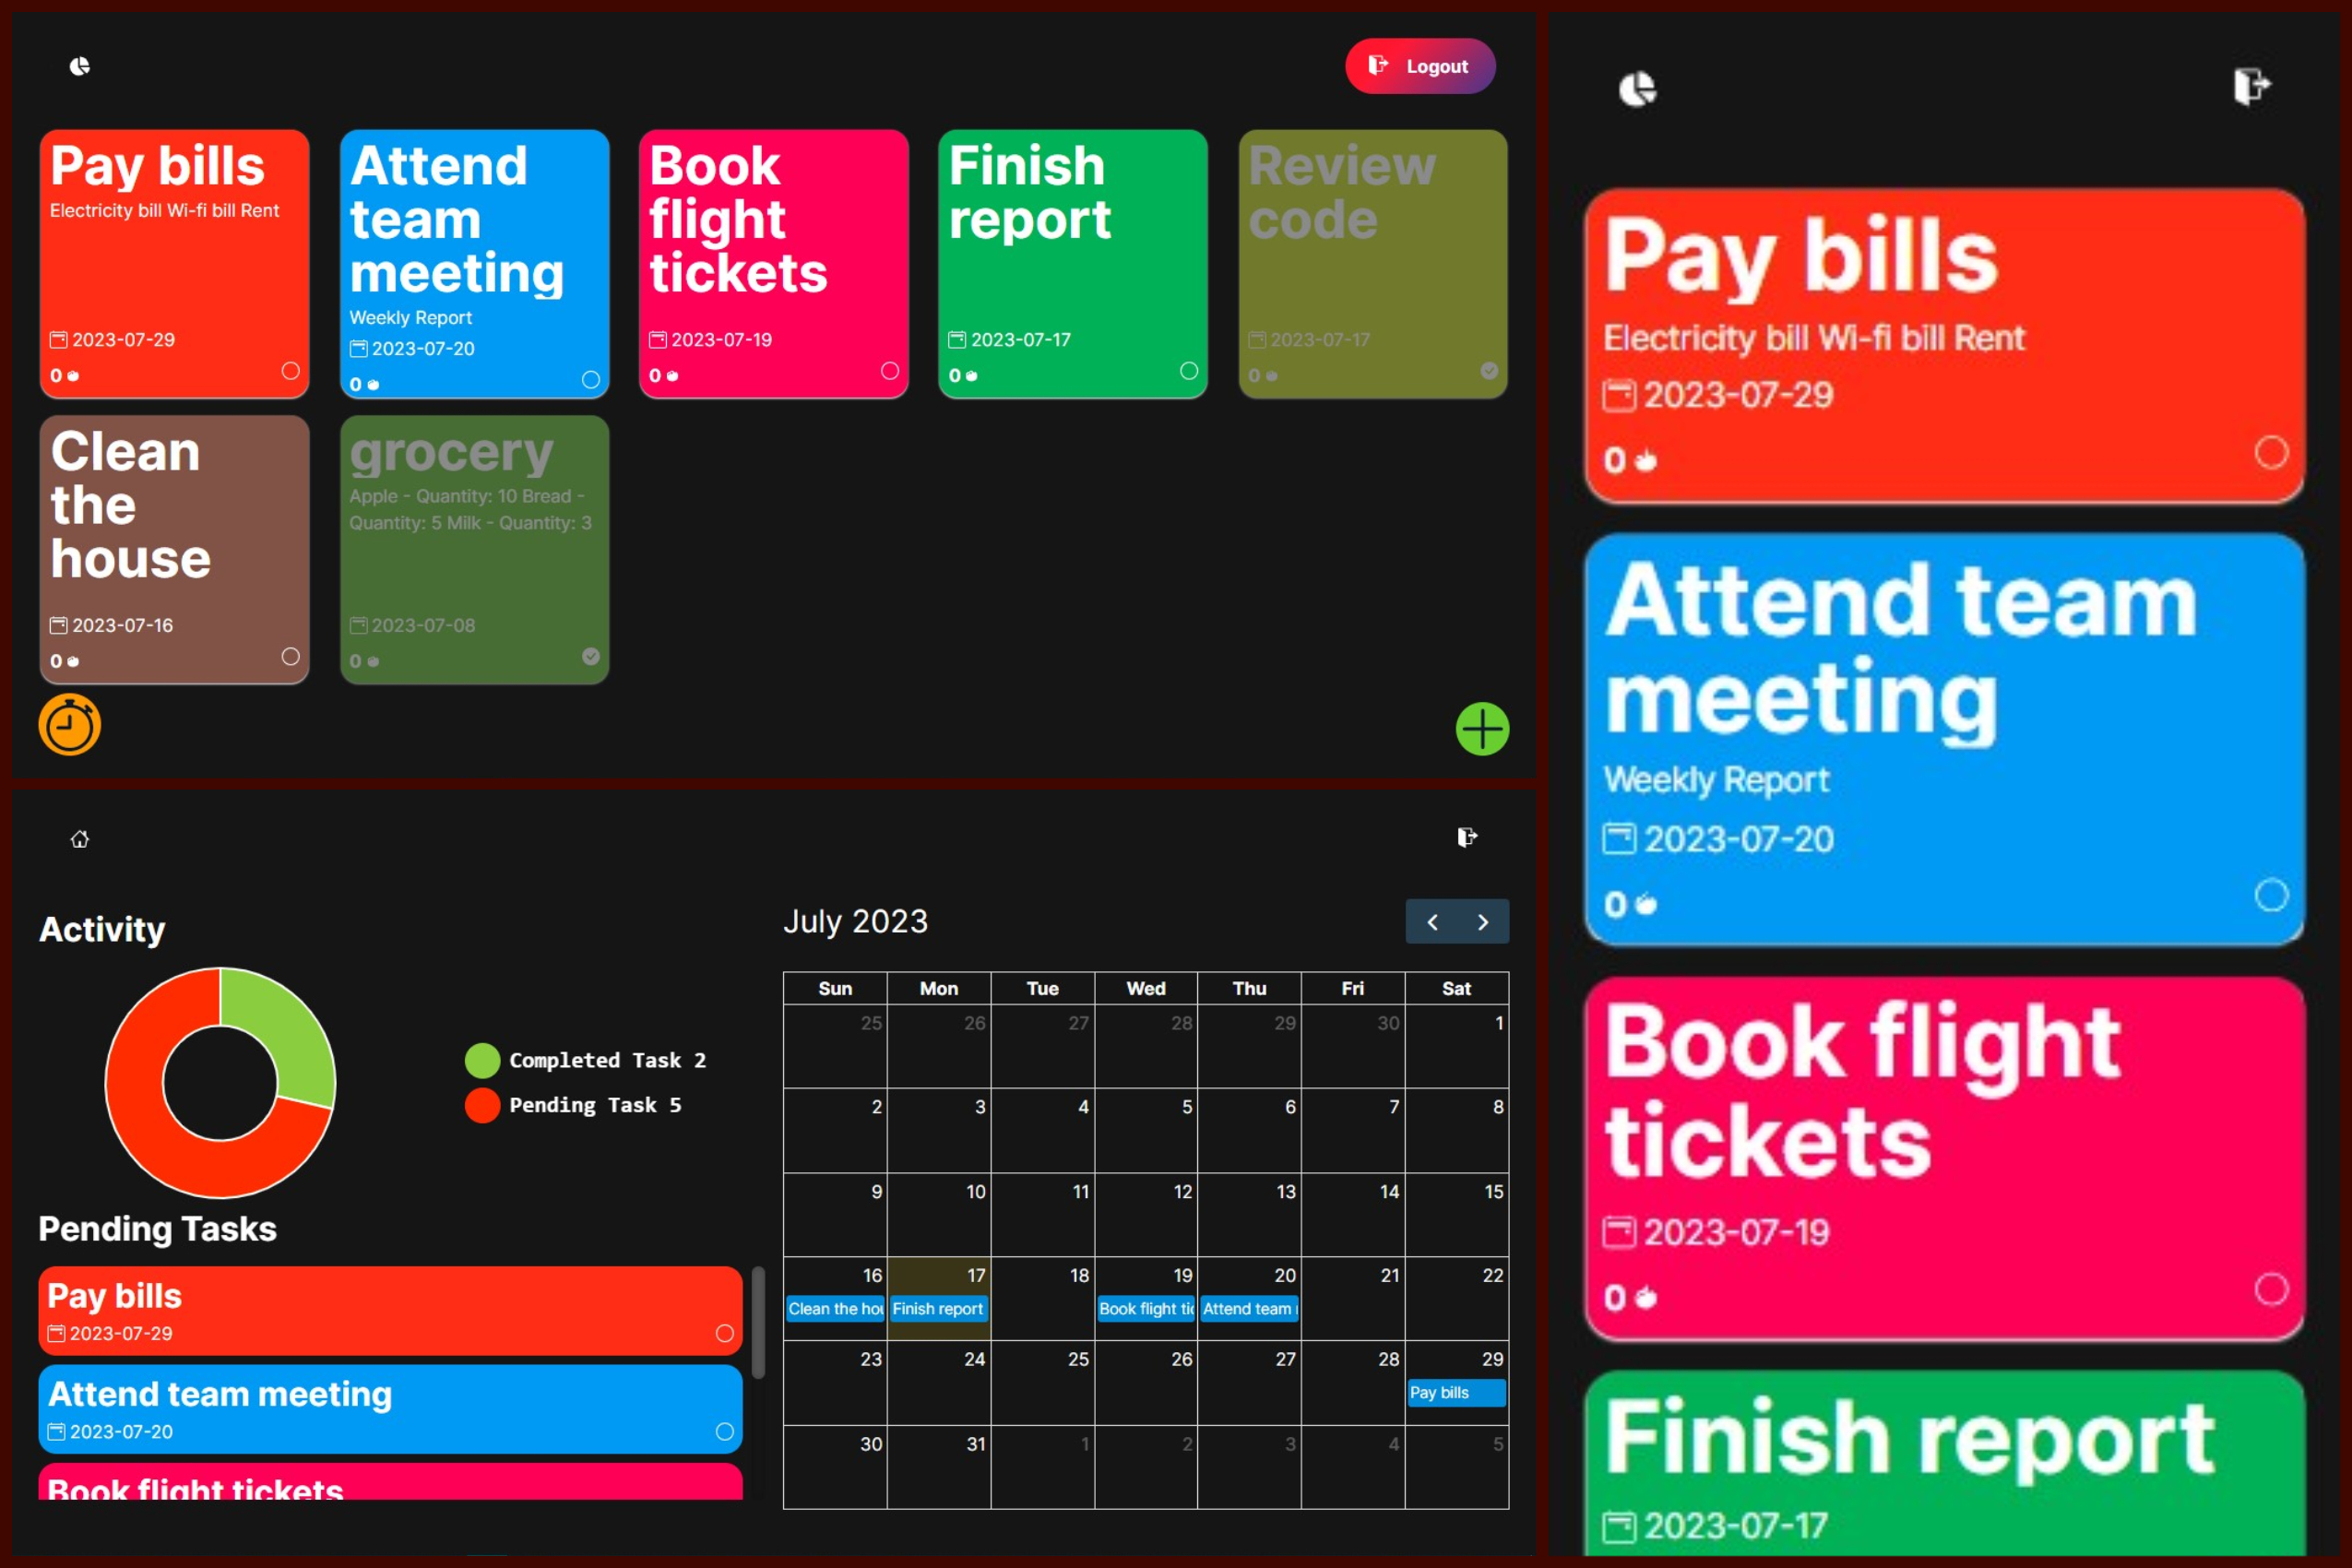 Logout
Pay bills
Electricity bill Wi-fi bill Rent
2023-07-29
0
Attend
team
meeting
Weekly Report
2023-07-20
0
Book
flight
tickets
2023-07-19
0
Finish
report
2023-07-17
0
Review
code
2023-07-17
0
Clean
the
house
2023-07-16
0
grocery
Apple - Quantity: 10 Bread -
Quantity: 5 Milk - Quantity: 3
2023-07-08
0
Activity
Completed Task 2
Pending Task 5
Pending Tasks
Pay bills
2023-07-29
Attend team meeting
2023-07-20
Book flight tickets
July 2023
Sun Mon Tue Wed Thu Fri Sat
25 26 27 28 29 30 1
2 3 4 5 6 7 8
9 10 11 12 13 14 15
16 17 18 19 20 21 22
Clean the hou Finish report Book flight tic Attend team
23 24 25 26 27 28 29
Pay bills
30 31 1 2 3 4 5
Pay bills
Electricity bill Wi-fi bill Rent
2023-07-29
0
Attend team
meeting
Weekly Report
2023-07-20
0
Book flight
tickets
2023-07-19
0
Finish report
2023-07-17